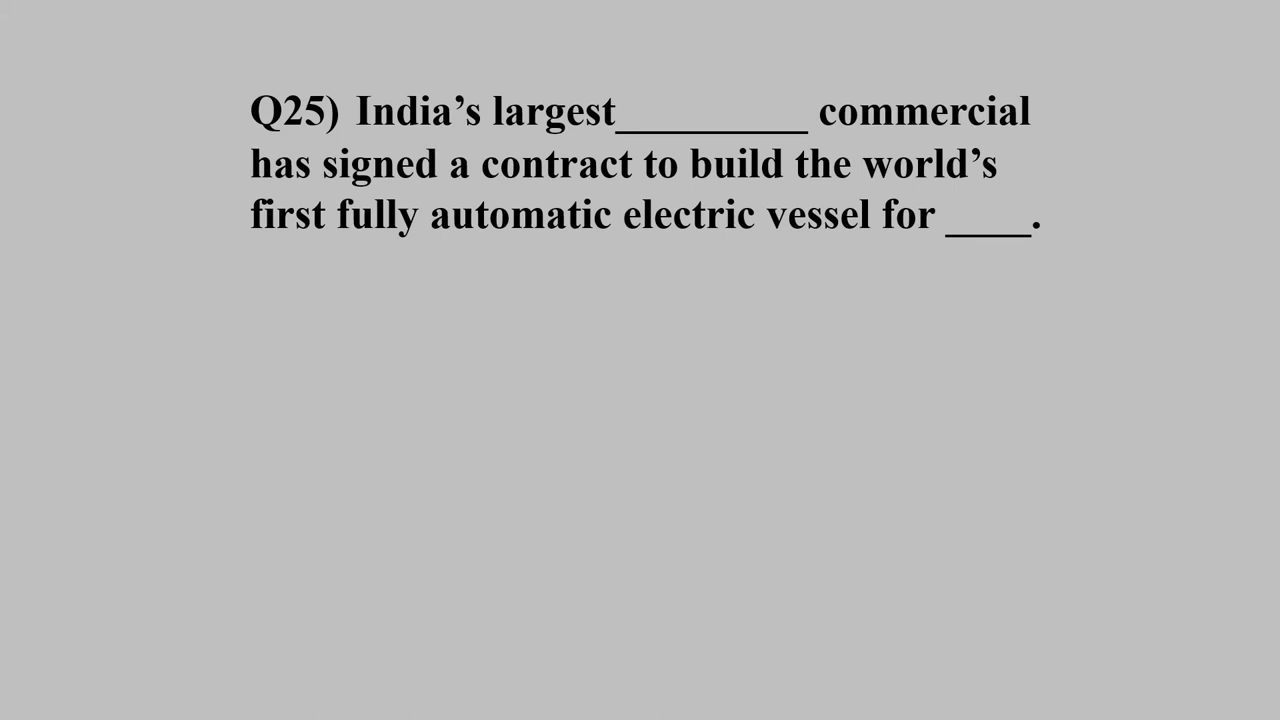 Q25) India’s largest_________ commercial
has signed a contract to build the world’s
first fully automatic electric vessel for ____.